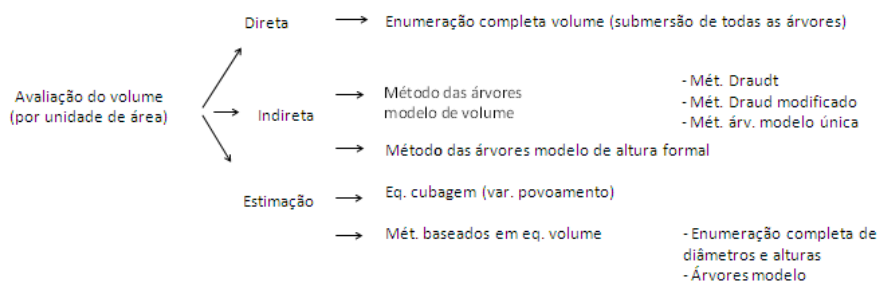 Direta
Enumeração completa volume (submersão de todas as árvores)
Avaliação do volume
(por unidade de área)
Indireta
Método das árvores
modelo de volume
- Mét. Draudt
- Mét. Draud modificado
- Mét. árv. modelo única
Método das árvores modelo de altura formal
Estimação
Eq. cubagem (var. povoamento)
Mét. baseados em eq. volume
- Enumeração completa de
diâmetros e alturas
- Árvores modelo